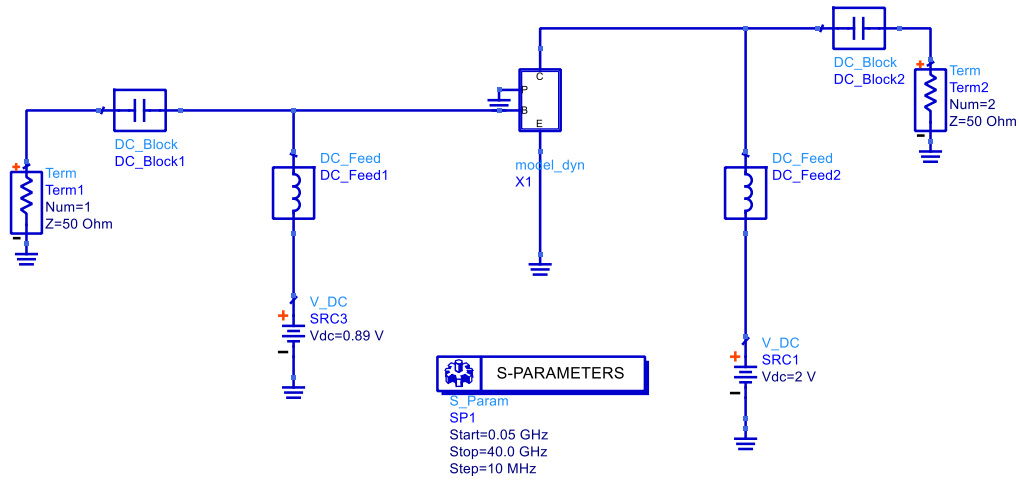 DC_Block
DC_Block1
Term
Term1
Num=1
Z=50 Ohm
+
-
DC_Feed
DC_Feed1
V_DC
SRC3
Vdc=0.89 V
+
-
C
P
B
E
model_dyn
X1
DC_Block
DC_Block2
Term
Term2
Num=2
Z=50 Ohm
+
-
DC_Feed
DC_Feed2
V_DC
SRC1
Vdc=2 V
+
-
S-PARAMETERS
S_Param
SP1
Start=0.05 GHz
Stop=40.0 GHz
Step=10 MHz